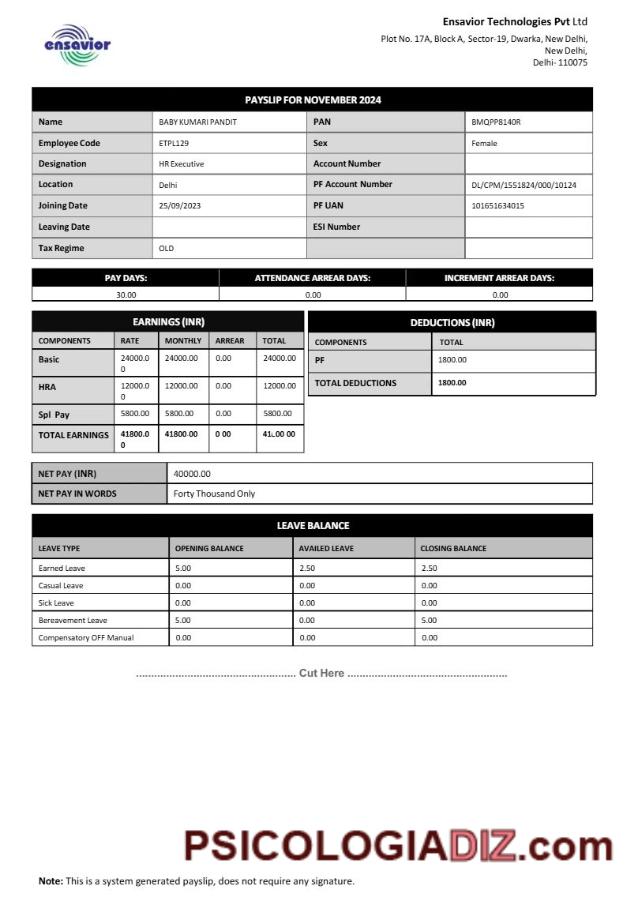 ensavior
Ensavior Technologies Pvt Ltd
Plot No. 17A, Block A, Sector-19, Dwarka, New Delhi,
New Delhi,
Delhi- 110075
PAYSLIP FOR NOVEMBER 2024
Name BABY KUMARI PANDIT PAN BMQPP8140R
Employee Code ETPL129 Sex Female
Designation HR Executive Account Number
Location Delhi PF Account Number DL/CPM/1551824/000/10124
Joining Date 25/09/2023 PF UAN 101651634015
Leaving Date ESI Number
Tax Regime OLD
PAY DAYS: ATTENDANCE ARREAR DAYS: INCREMENT ARREAR DAYS:
30.00 0.00 0.00
EARNINGS (INR)
COMPONENTS RATE MONTHLY ARREAR TOTAL
Basic 24000.0 24000.00 0.00 24000.00
0
HRA 12000.0 12000.00 0.00 12000.00
0
Spl Pay 5800.00 5800.00 0.00 5800.00
TOTAL EARNINGS 41800.0 41800.00 0 00
0
DEDUCTIONS (INR)
COMPONENTS TOTAL
PF 1800.00
TOTAL DEDUCTIONS 1800.00
NET PAY (INR) 40000.00
NET PAY IN WORDS Forty Thousand Only
LEAVE BALANCE
LEAVE TYPE OPENING BALANCE AVAILED LEAVE CLOSING BALANCE
Earned Leave 5.00 2.50 2.50
Casual Leave 0.00 0.00 0.00
Sick Leave 0.00 0.00 0.00
Bereavement Leave 5.00 0.00 5.00
Compensatory OFF Manual 0.00 0.00 0.00
..................................................... Cut Here .....................................................
PSICOLOGIADIZ.com
Note: This is a system generated payslip, does not require any signature.